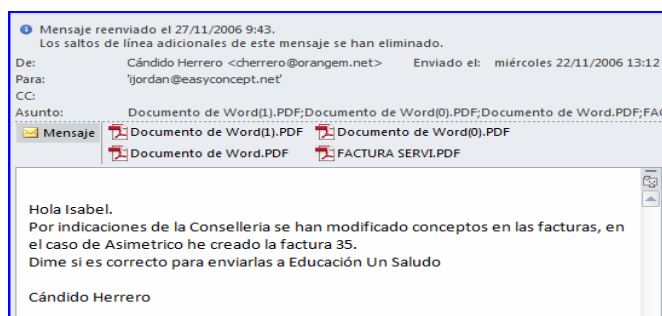 Mensaje reenviado el 27/11/2006 9:43.
Los saltos de línea adicionales de este mensaje se han eliminado.
De: Cándido Herrero <cherrero@orangem.net> Enviado el: miércoles 22/11/2006 13:12
Para: 'ijordan@easyconcept.net'
CC:
Asunto: Documento de Word(1).PDF;Documento de Word(0).PDF;Documento de Word.PDF;FAC
Mensaje Documento de Word(1).PDF Documento de Word(0).PDF
Documento de Word.PDF FACTURA SERVI.PDF
Hola Isabel.
Por indicaciones de la Conselleria se han modificado conceptos en las facturas, en
el caso de Asimetrico he creado la factura 35.
Dime si es correcto para enviarlas a Educación Un Saludo
Cándido Herrero